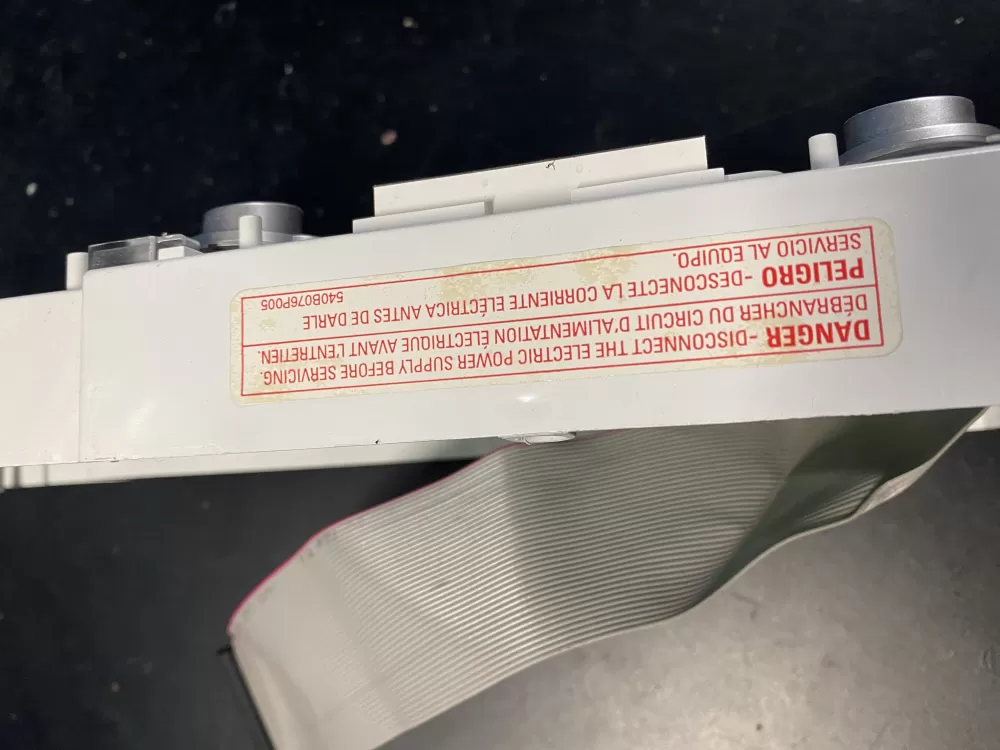 DANGER - DISCONNECT THE ELECTRIC POWER SUPPLY BEFORE SERVICING.
DÉBRANCHER DU CIRCUIT D'ALIMENTATION ÉLECTRIQUE AVANT L'ENTRETIEN.
PELIGRO - DESCONECTE LA CORRIENTE ELÉCTRICA ANTES DE DARLE
SERVICIO AL EQUIPO.
540B076P005